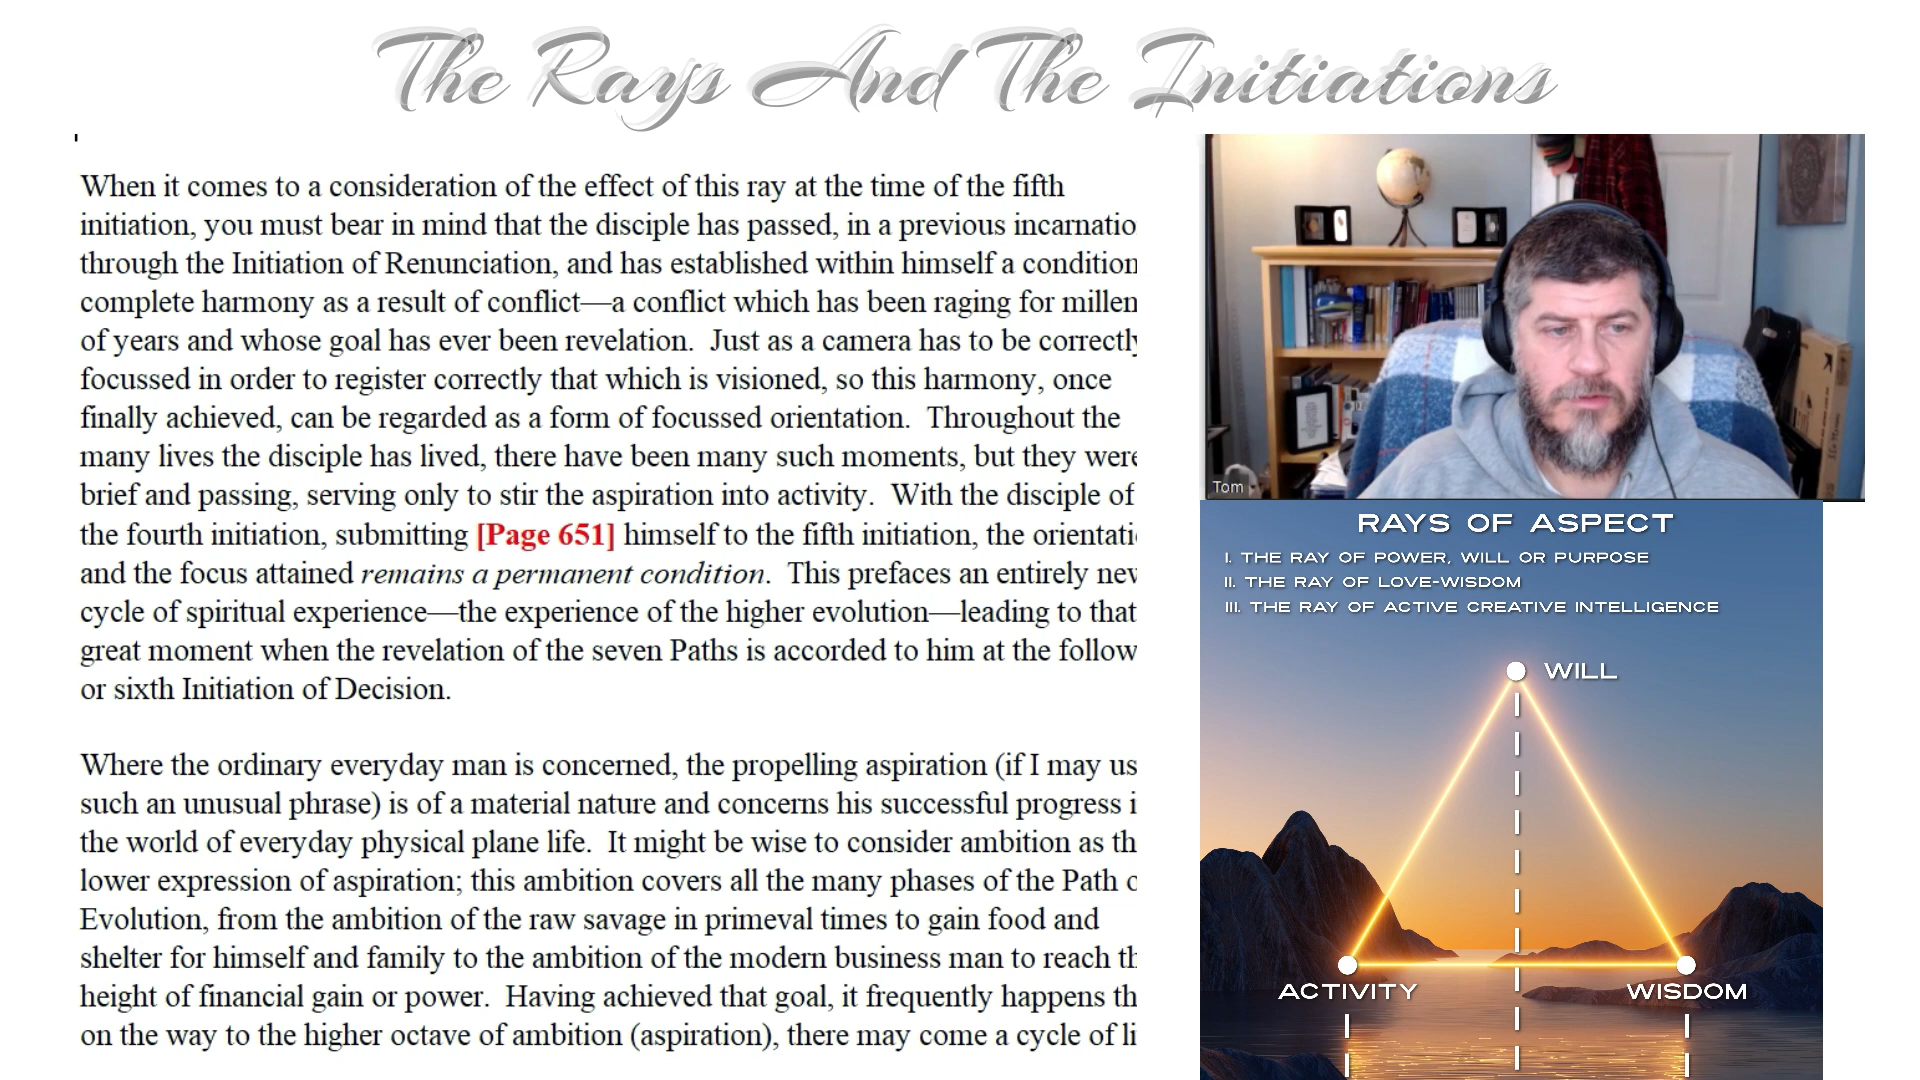 The Rays And The Initiations
When it comes to a consideration of the effect of this ray at the time of the fifth
initiation, you must bear in mind that the disciple has passed, in a previous incarnatio
through the Initiation of Renunciation, and has established within himself a condition
complete harmony as a result of conflict—a conflict which has been raging for millen
of years and whose goal has ever been revelation.  Just as a camera has to be correctly
focussed in order to register correctly that which is visioned, so this harmony, once
finally achieved, can be regarded as a form of focussed orientation.  Throughout the
many lives the disciple has lived, there have been many such moments, but they were
brief and passing, serving only to stir the aspiration into activity.  With the disciple of
the fourth initiation, submitting [Page 651] himself to the fifth initiation, the orientati
and the focus attained remains a permanent condition.  This prefaces an entirely new
cycle of spiritual experience—the experience of the higher evolution—leading to that
great moment when the revelation of the seven Paths is accorded to him at the follow
or sixth Initiation of Decision.
Where the ordinary everyday man is concerned, the propelling aspiration (if I may us
such an unusual phrase) is of a material nature and concerns his successful progress i
the world of everyday physical plane life.  It might be wise to consider ambition as th
lower expression of aspiration; this ambition covers all the many phases of the Path o
Evolution, from the ambition of the raw savage in primeval times to gain food and
shelter for himself and family to the ambition of the modern business man to reach th
height of financial gain or power.  Having achieved that goal, it frequently happens th
on the way to the higher octave of ambition (aspiration), there may come a cycle of li
Tom
RAYS OF ASPECT
I. THE RAY OF POWER, WILL OR PURPOSE
II. THE RAY OF LOVE-WISDOM
III. THE RAY OF ACTIVE CREATIVE INTELLIGENCE
WILL
ACTIVITY
WISDOM